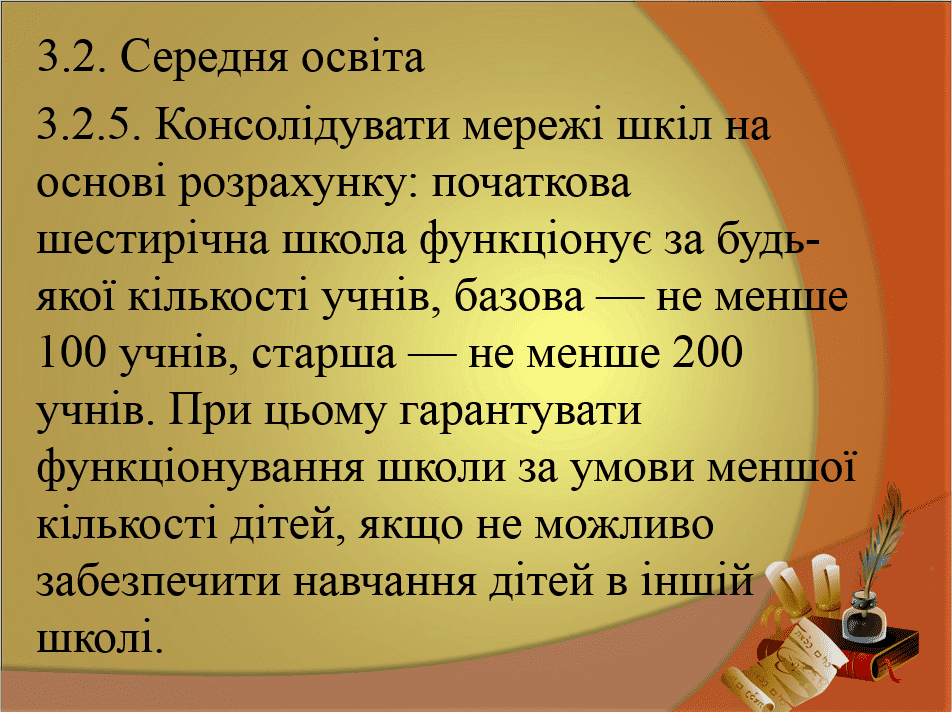 3.2. Середня освіта
3.2.5. Консолідувати мережі шкіл на
основі розрахунку: початкова
шестирічна школа функціонує за будь-
якої кількості учнів, базова — не менше
100 учнів, старша — не менше 200
учнів. При цьому гарантувати
функціонування школи за умови меншої
кількості дітей, якщо не можливо
забезпечити навчання дітей в іншій
школі.